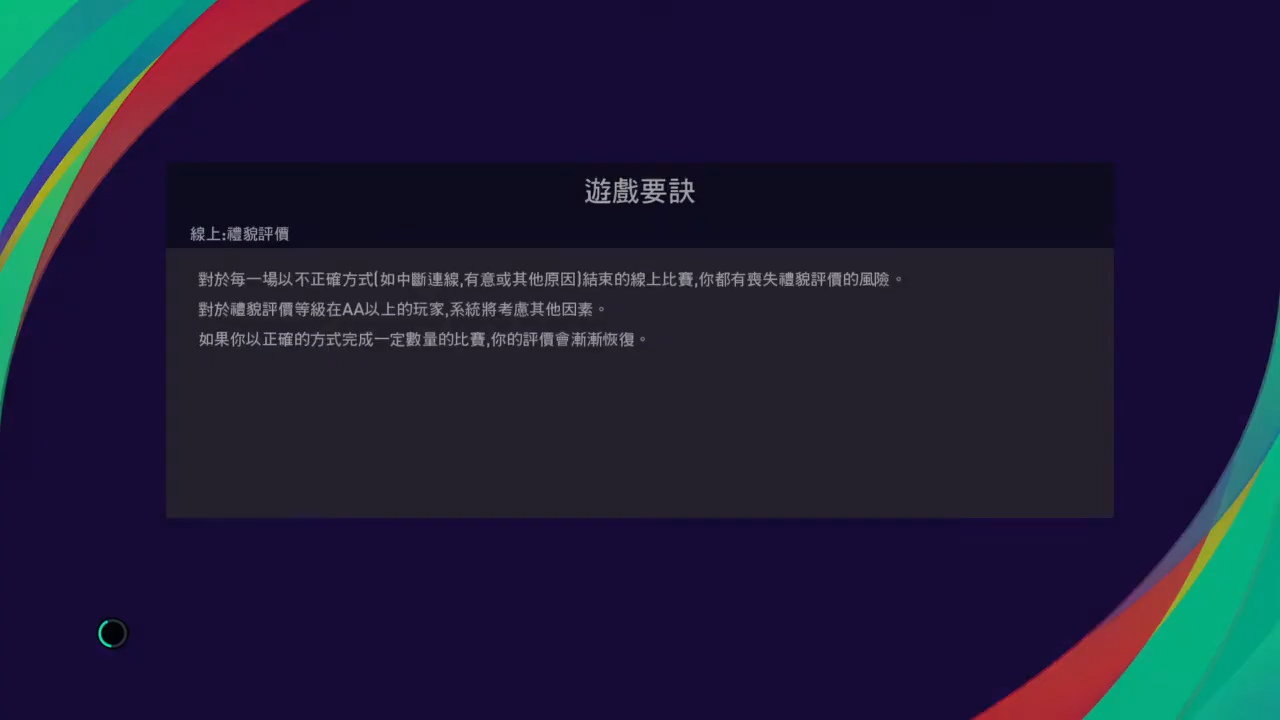 遊戲要訣
線上:禮貌評價
對於每一場以不正確方式(如中斷連線,有意或其他原因)結束的線上比賽,你都有喪失禮貌評價的風險。
對於禮貌評價等級在AA以上的玩家,系統將考慮其他因素。
如果你以正確的方式完成一定數量的比賽,你的評價會漸漸恢復。